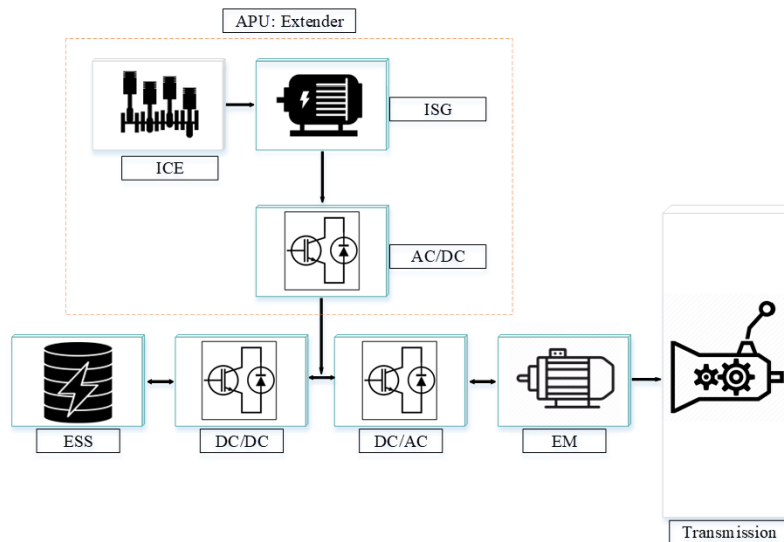 APU: Extender
ISG
ICE
AC/DC
ESS
DC/DC
DC/AC
EM
Transmission